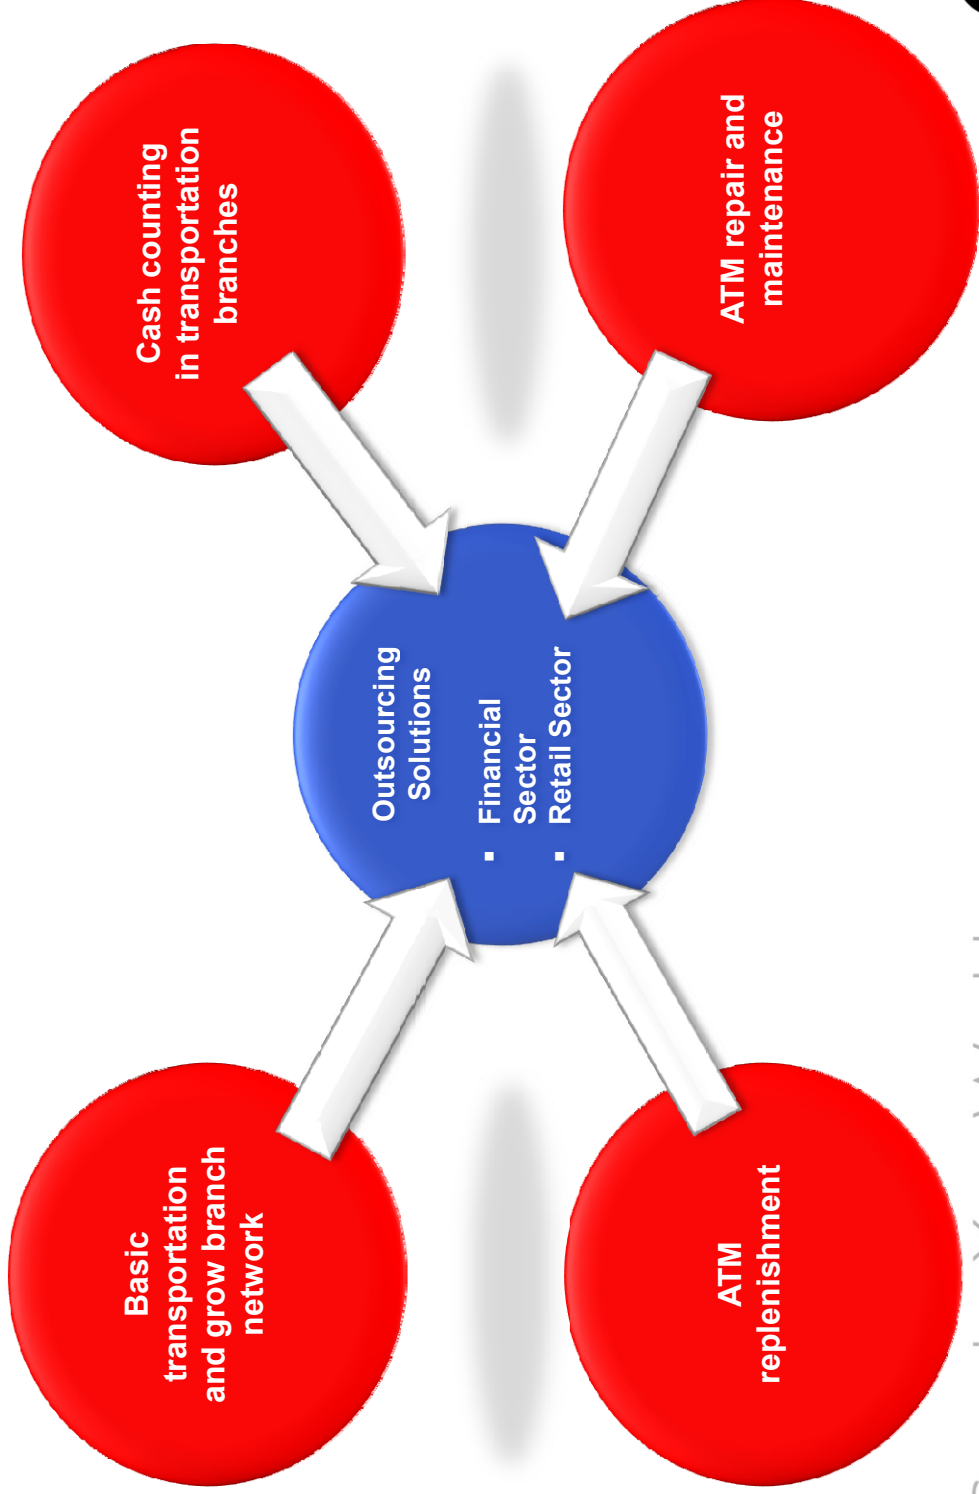 Basic
transportation
and grow branch
network
Cash counting
in transportation
branches
Outsourcing
Solutions
▪ Financial
Sector
▪ Retail Sector
ATM
replenishment
ATM repair and
maintenance